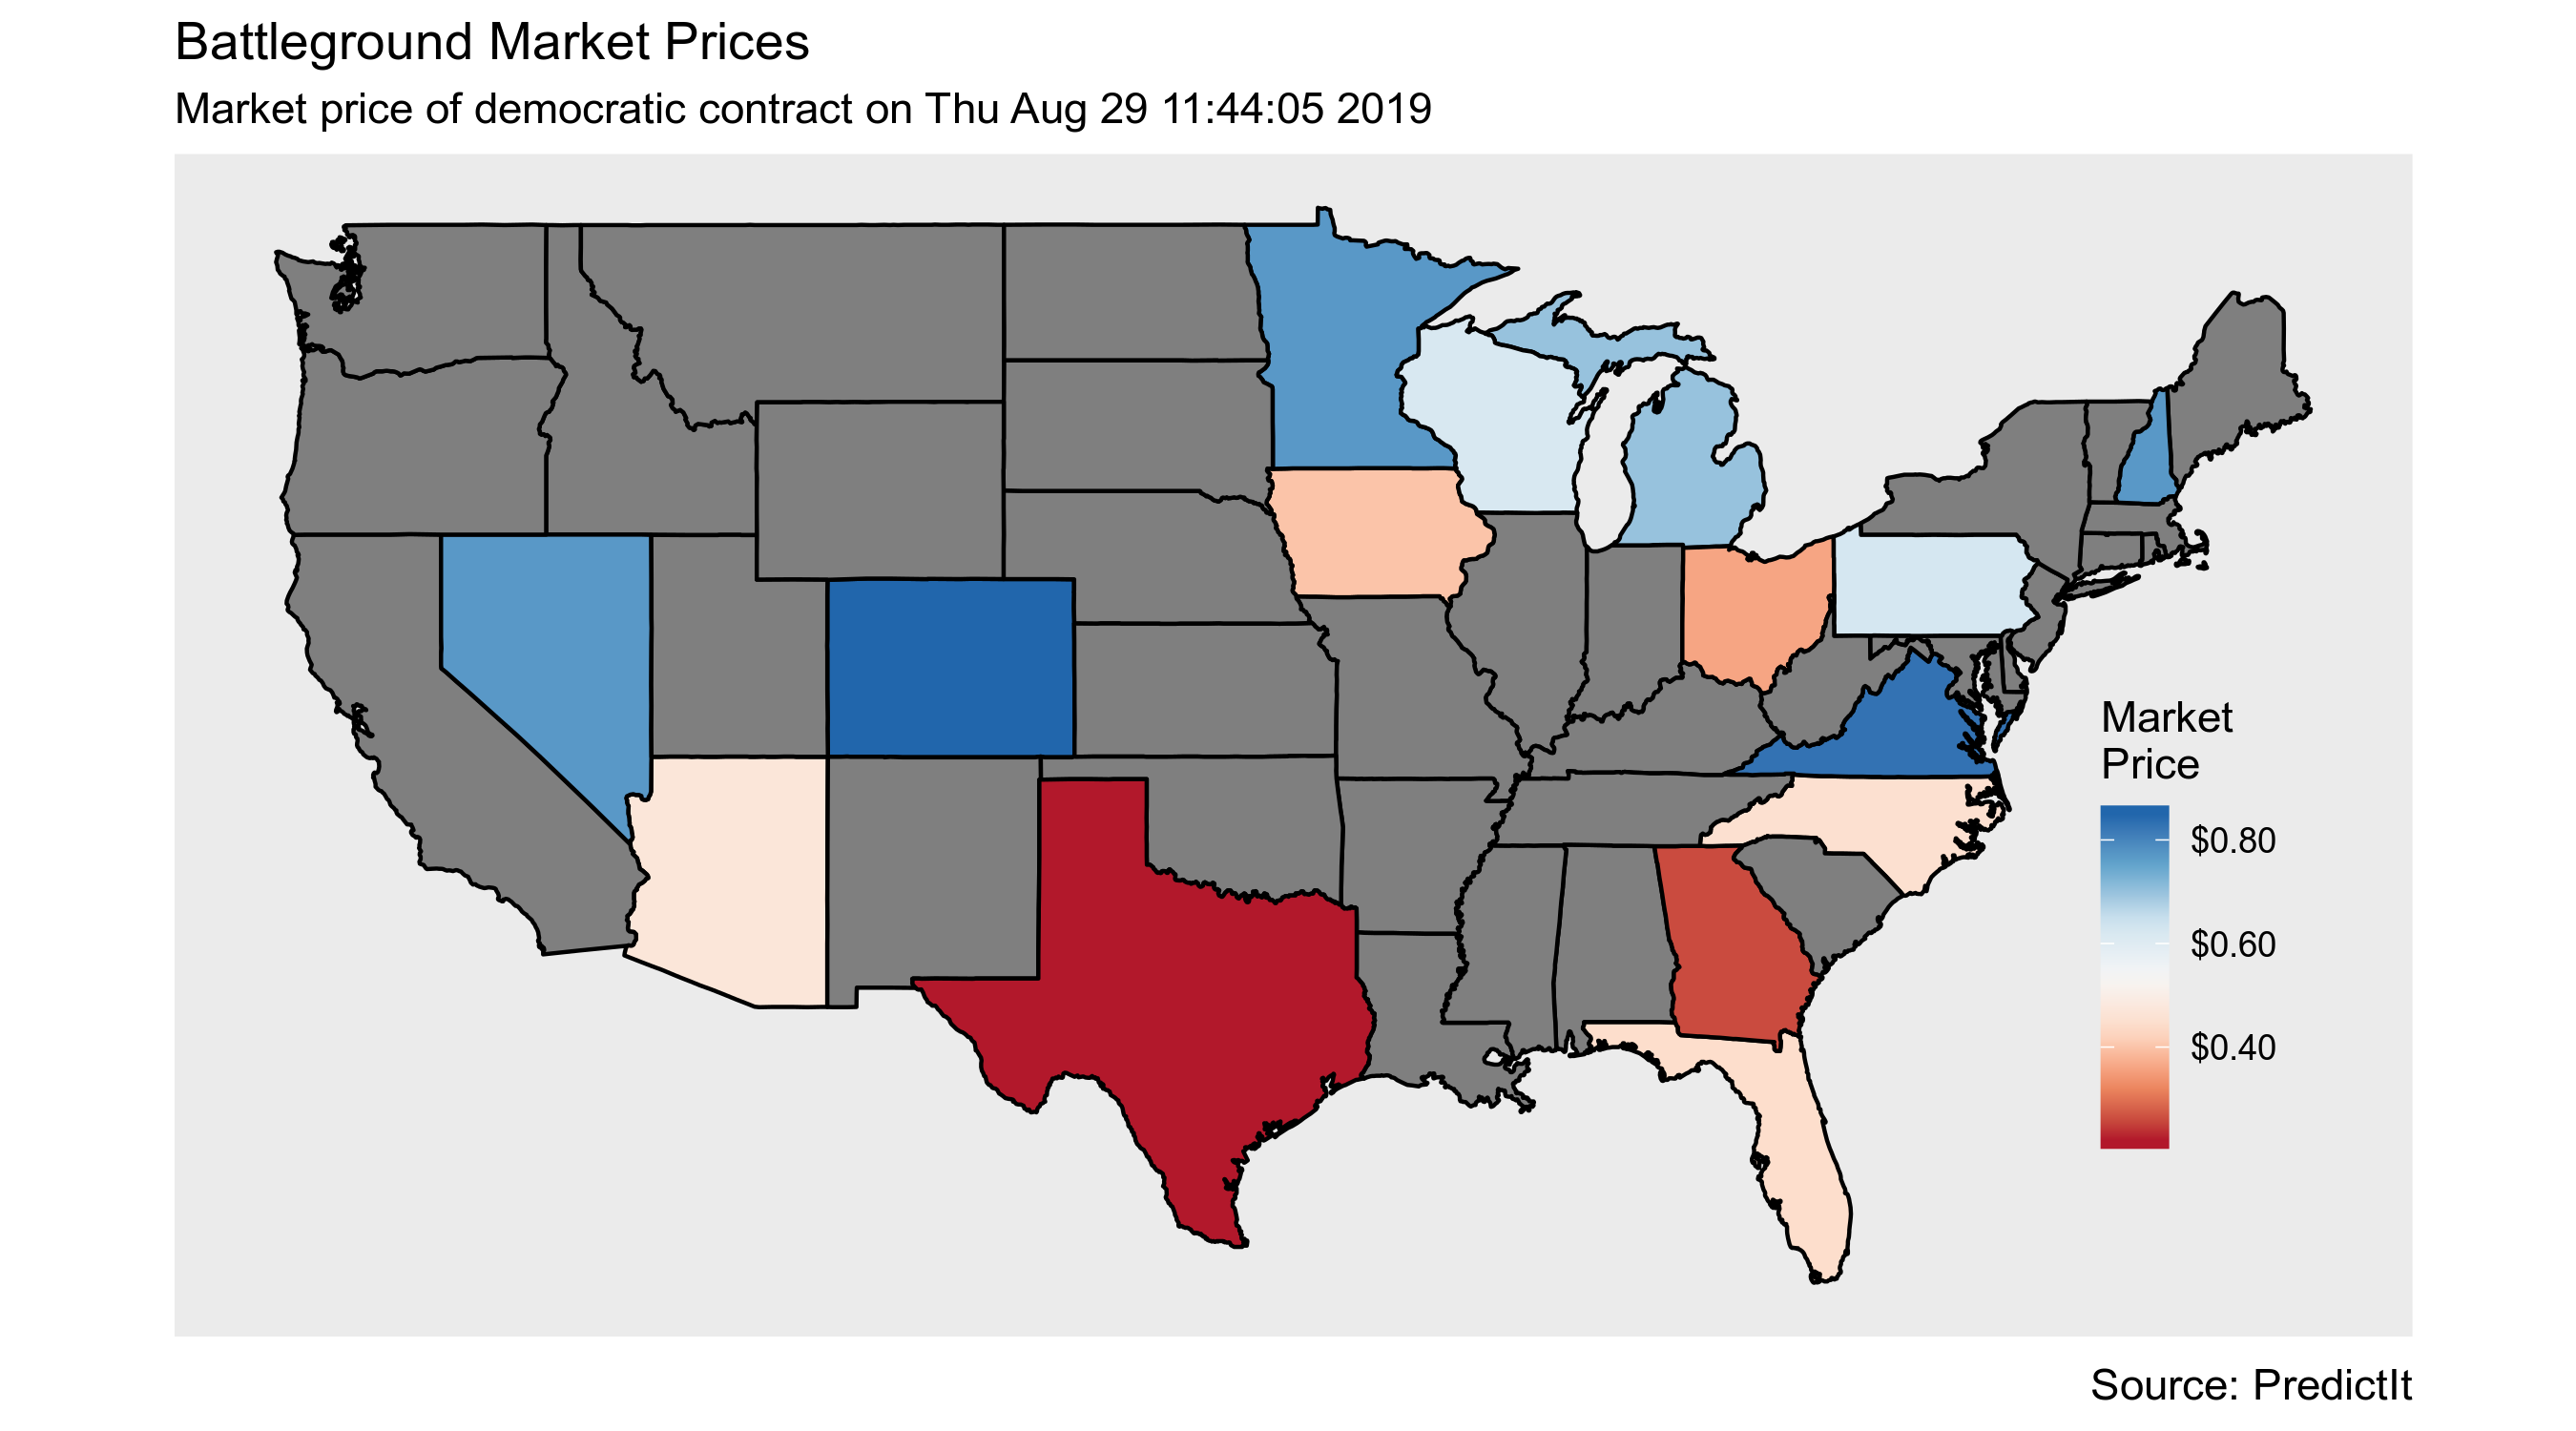 Battleground Market Prices
Market price of democratic contract on Thu Aug 29 11:44:05 2019
Market
Price
$0.80
$0.60
$0.40
Source: PredictIt